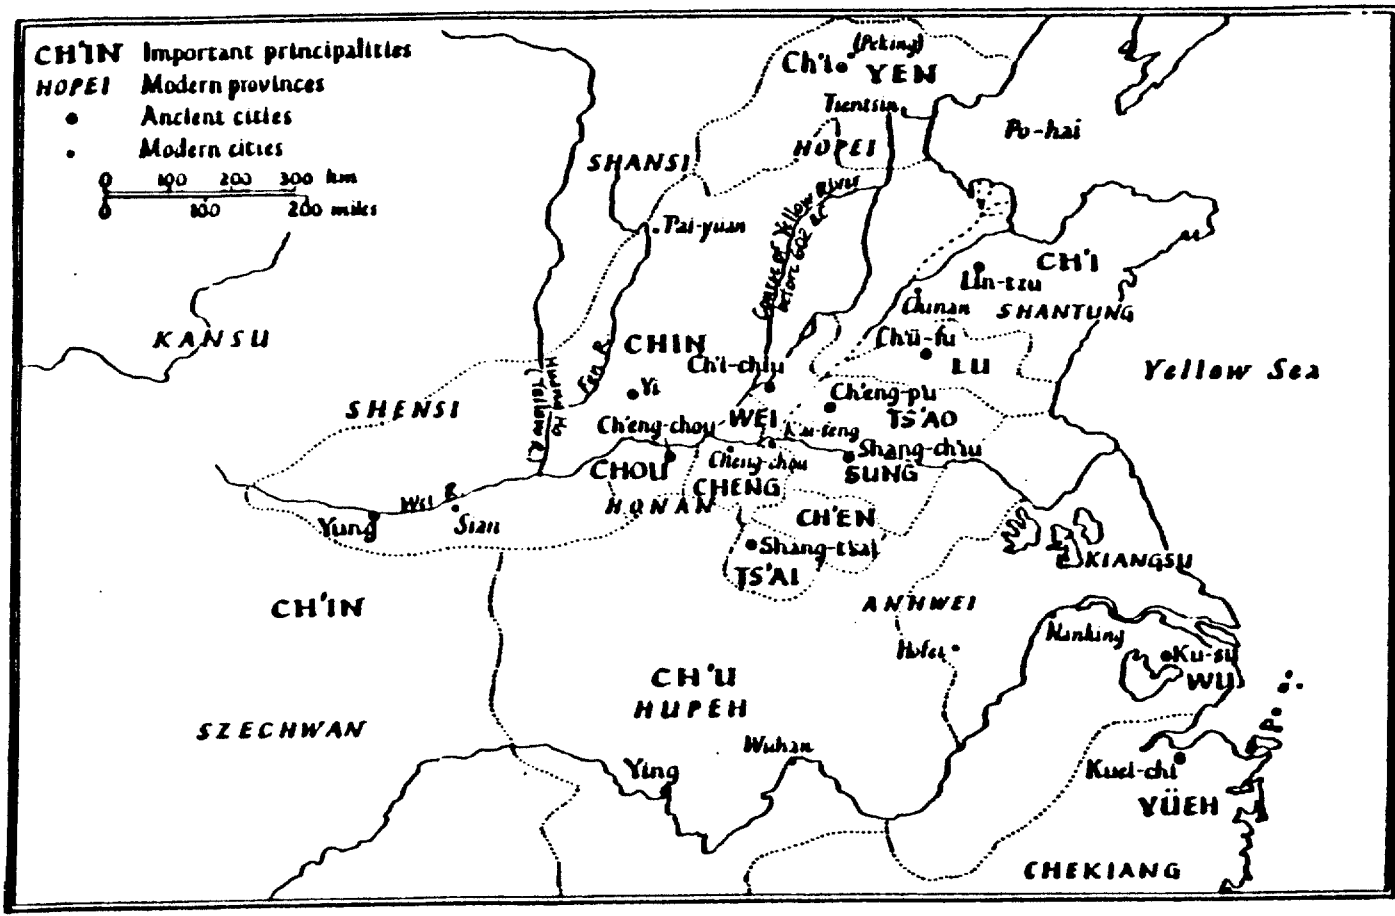 CH'IN Important principalities
HOPEI Modern provinces
Ancient cities
Modern cities
0 100 200 300 km
0 100 200 miles
(Peking)
Ch'i
YEN
Tientsin
Po-hai
HOPEI
SHANSI
Course of Yellow River
before 602 BC
Tai-yuan
CH'I
Lin-tzu
Chinan
SHANTUNG
KANSU
Ch'ü-fu
LU
CHIN
Ch'i-chiu
Yellow Sea
Fen R.
Huang Ho
(Yellow R.)
Yi
SHENSI
Ch'eng-pu
TS'AO
WEI
K'ai-feng
Ch'eng-chou
Shang-ch'iu
CHOU
Cheng-chou
SUNG
CHENG
Wei R.
HONAN
Yung
Sian
CH'EN
Shang-ts'ai
TS'AI
KIANGSU
CH'IN
ANHWEI
Nanking
Hofei
Ku-su
WU
CH'U
HUPEH
SZECHWAN
Wuhan
Ying
Kuei-chi
YÜEH
CHEKIANG